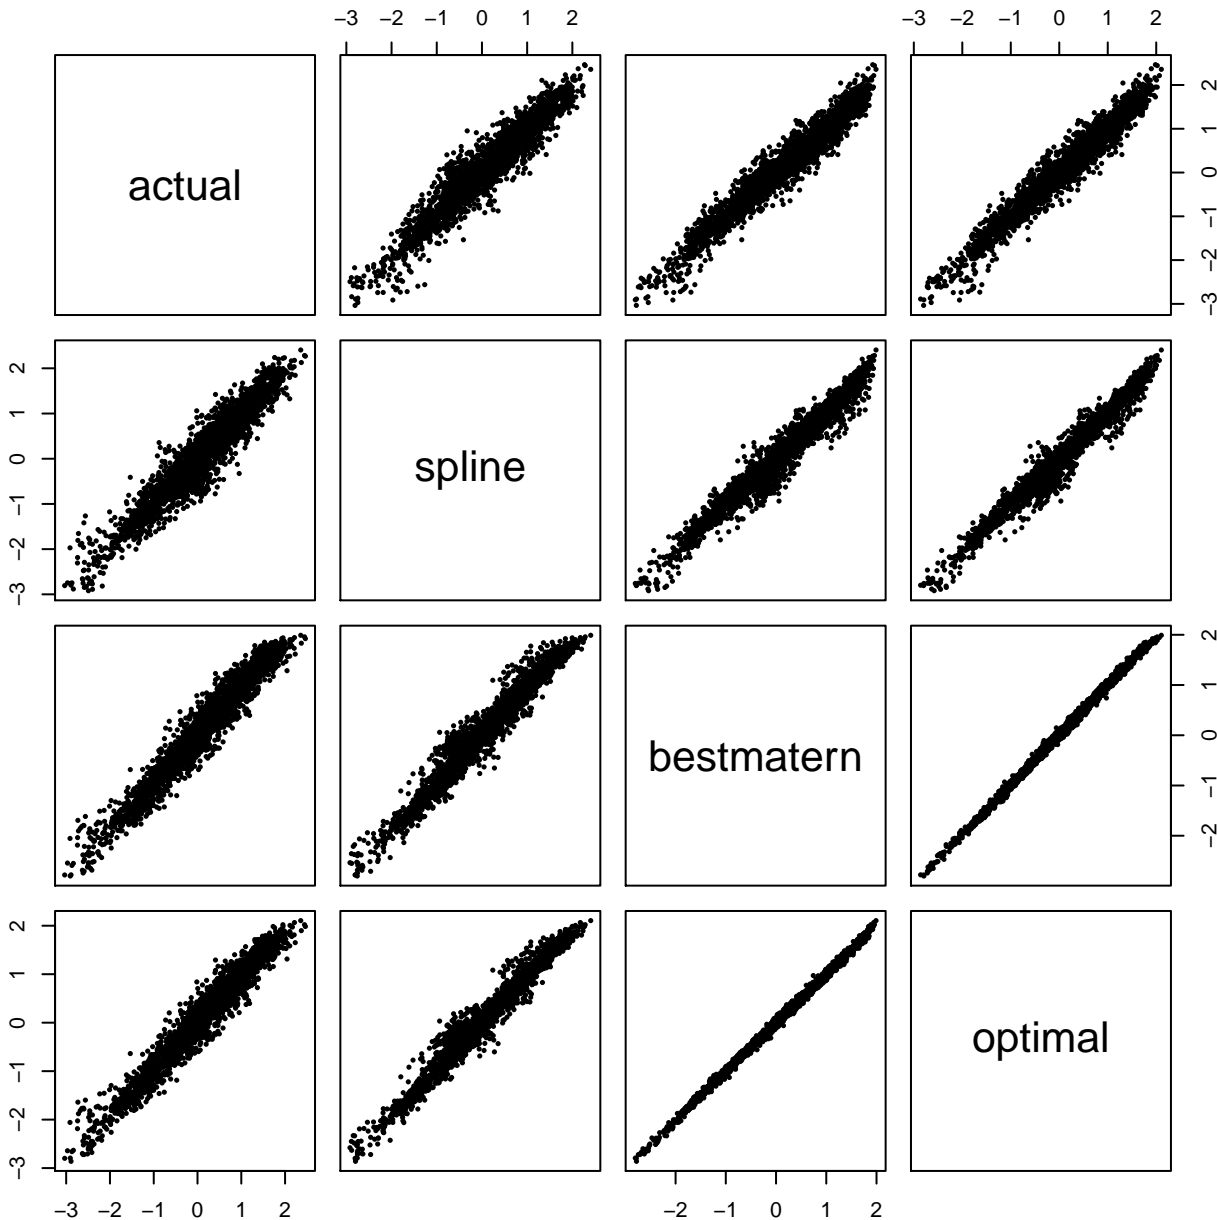 −3 −2 −1 0 1 2 −3 −2 −1 0 1 2
actual
−3 −2 −1 0 1 2
−3 −2 −1 0 1 2
spline
bestmatern
−2 −1 0 1 2
−3 −2 −1 0 1 2
optimal
−3 −2 −1 0 1 2 −2 −1 0 1 2